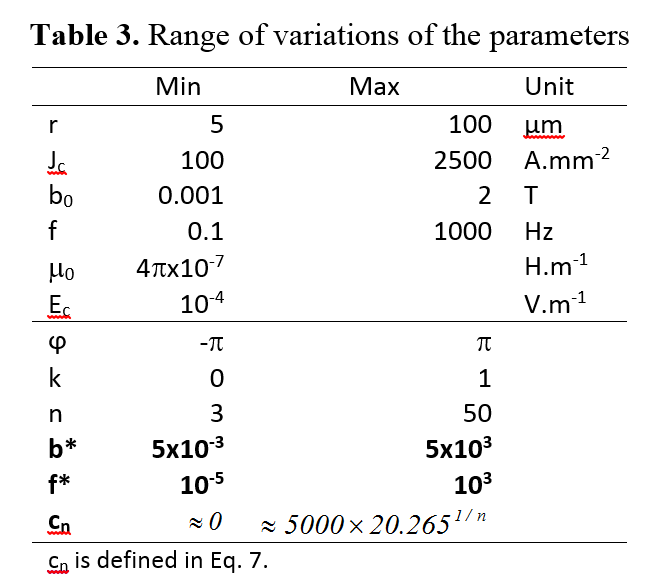 Table 3. Range of variations of the parameters
Min Max Unit
r 5 100 µm
Jc 100 2500 A.mm-2
b0 0.001 2 T
f 0.1 1000 Hz
µ0 4πx10-7 H.m-1
Ec 10-4 V.m-1
φ -π π
k 0 1
n 3 50
b* 5x10-3 5x103
f* 10-5 103
cn ≈ 0 ≈ 5000 × 20.265 1/n
cn is defined in Eq. 7.